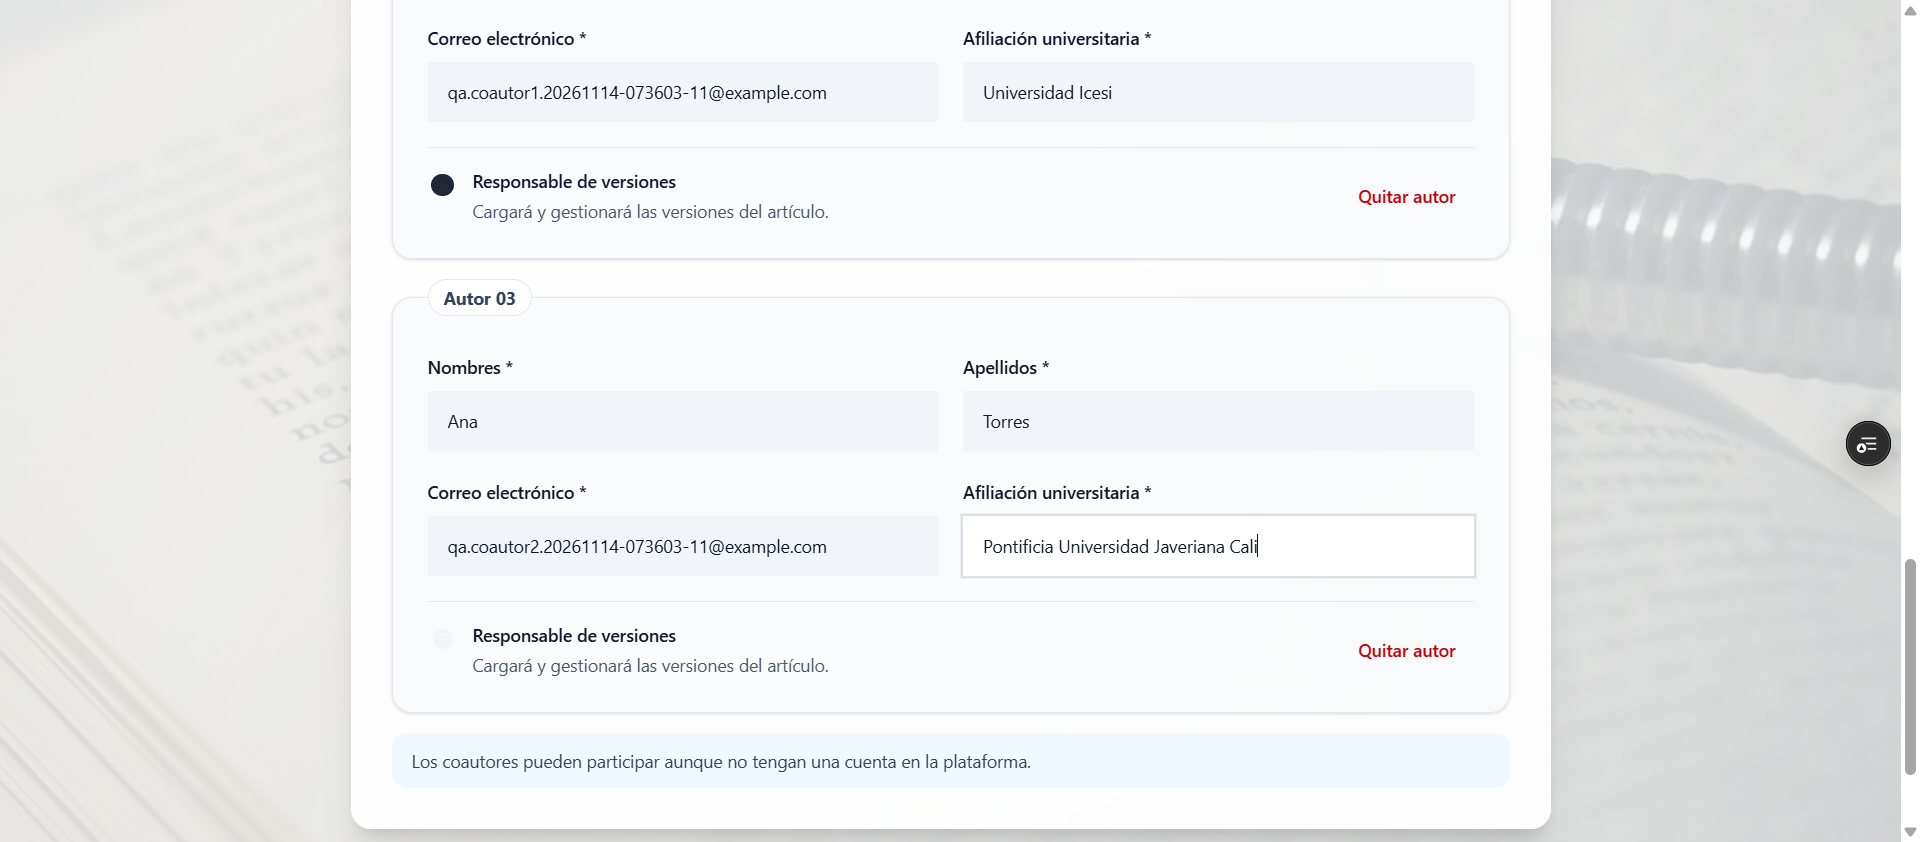 Correo electrónico *
Afiliación universitaria *
qa.coautor1.20261114-073603-11@example.com
Universidad Icesi
Responsable de versiones
Cargará y gestionará las versiones del artículo.
Quitar autor
Autor 03
Nombres *
Apellidos *
Ana
Torres
Correo electrónico *
Afiliación universitaria *
qa.coautor2.20261114-073603-11@example.com
Pontificia Universidad Javeriana Cali
Responsable de versiones
Cargará y gestionará las versiones del artículo.
Quitar autor
Los coautores pueden participar aunque no tengan una cuenta en la plataforma.